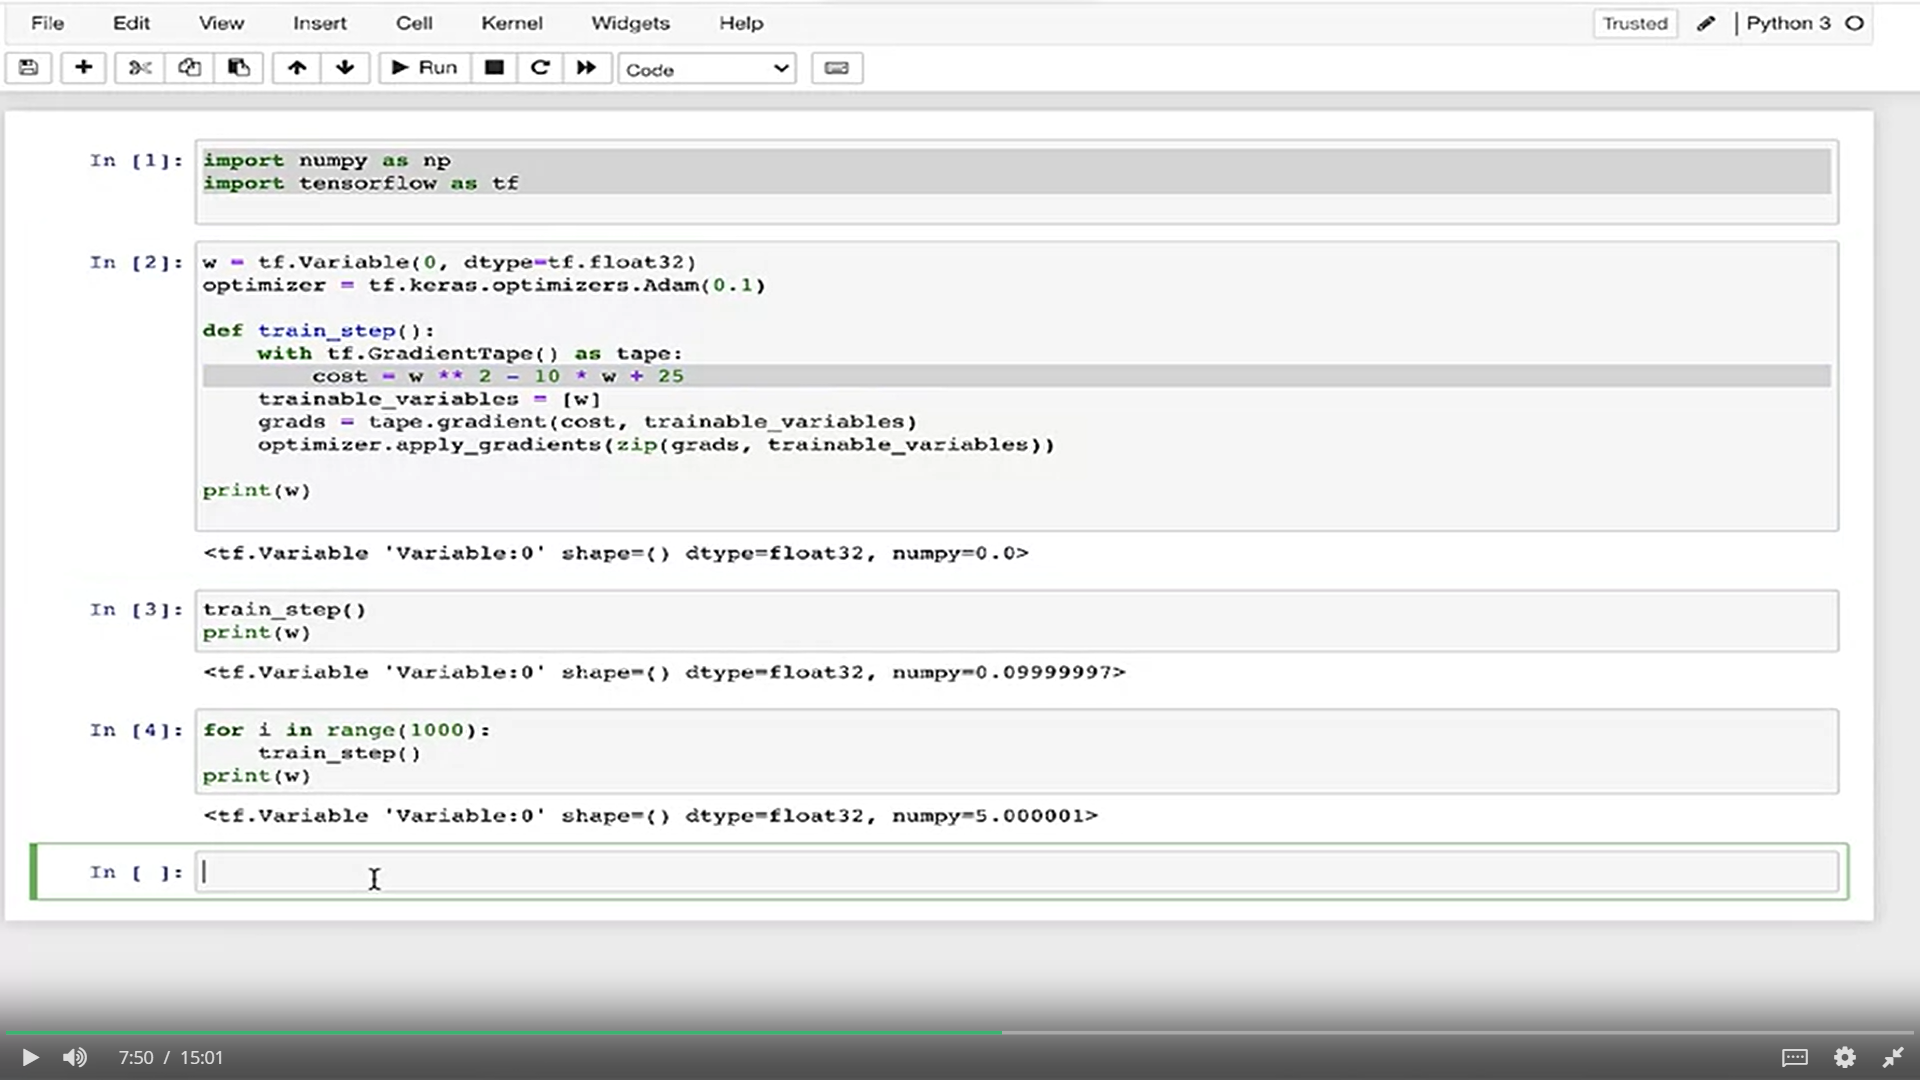 File Edit View Insert Cell Kernel Widgets Help Trusted Python 3
Run Code
In [1]: import numpy as np
import tensorflow as tf
In [2]: w = tf.Variable(0, dtype=tf.float32)
optimizer = tf.keras.optimizers.Adam(0.1)
def train_step():
    with tf.GradientTape() as tape:
        cost = w ** 2 - 10 * w + 25
    trainable_variables = [w]
    grads = tape.gradient(cost, trainable_variables)
    optimizer.apply_gradients(zip(grads, trainable_variables))
print(w)
<tf.Variable 'Variable:0' shape=() dtype=float32, numpy=0.0>
In [3]: train_step()
print(w)
<tf.Variable 'Variable:0' shape=() dtype=float32, numpy=0.09999997>
In [4]: for i in range(1000):
    train_step()
print(w)
<tf.Variable 'Variable:0' shape=() dtype=float32, numpy=5.000001>
In [ ]:
7:50 / 15:01